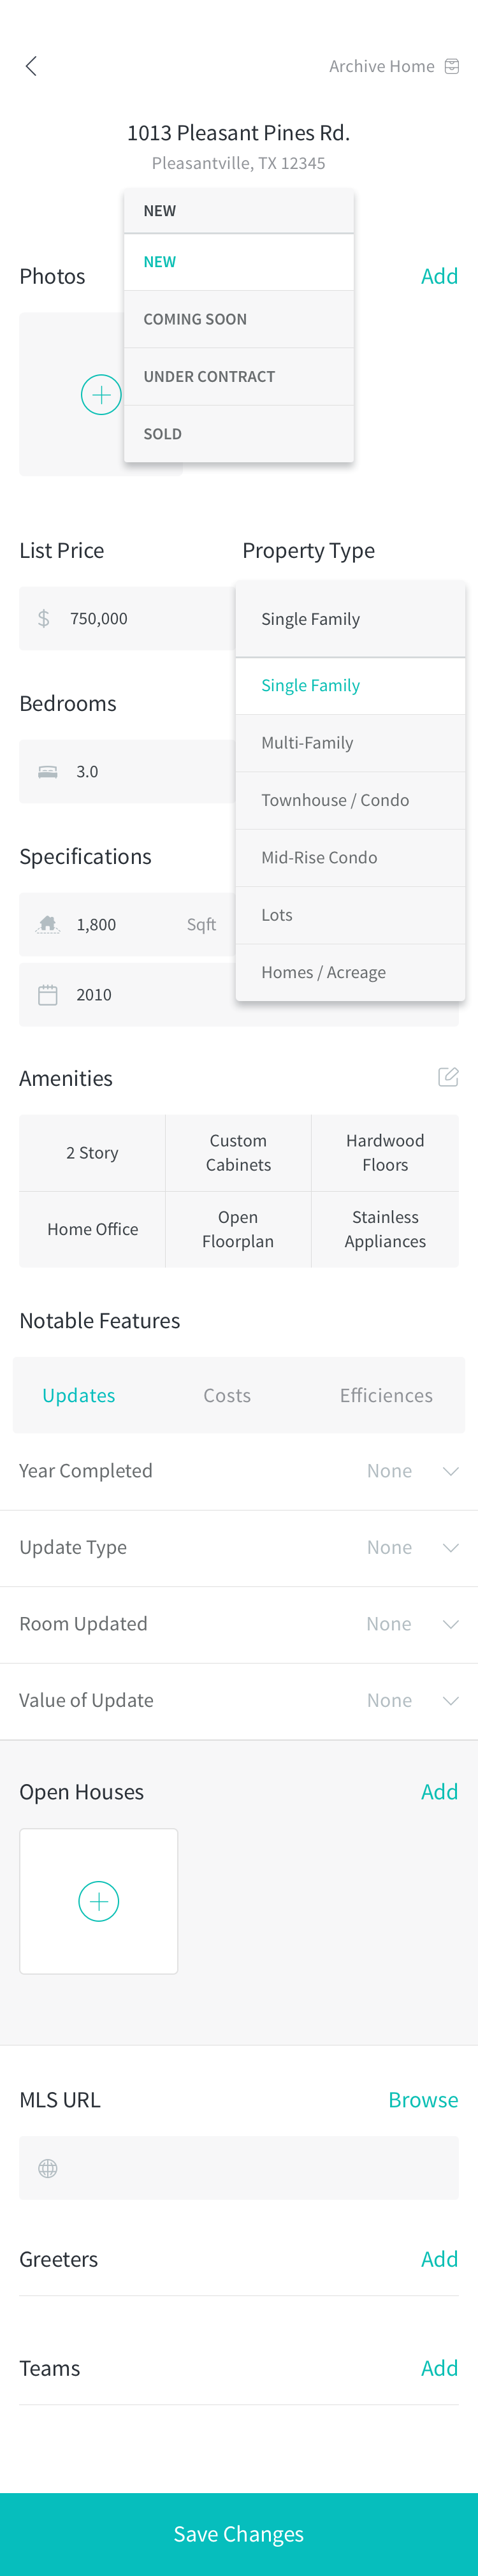 Archive Home
1013 Pleasant Pines Rd.
Pleasantville, TX 12345
NEW
NEW
COMING SOON
UNDER CONTRACT
SOLD
Photos
Add
List Price
$ 750,000
Property Type
Single Family
Single Family
Multi-Family
Townhouse / Condo
Mid-Rise Condo
Lots
Homes / Acreage
Bedrooms
3.0
Specifications
1,800 Sqft
2010
Amenities
2 Story
Custom
Cabinets
Hardwood
Floors
Home Office
Open
Floorplan
Stainless
Appliances
Notable Features
Updates
Costs
Efficiences
Year Completed None
Update Type None
Room Updated None
Value of Update None
Open Houses Add
MLS URL Browse
Greeters Add
Teams Add
Save Changes